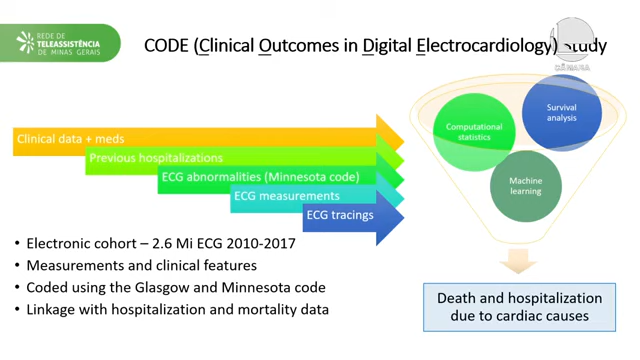 REDE DE
TELEASSISTÊNCIA
DE MINAS GERAIS
CODE (Clinical Outcomes in Digital Electrocardiology) Study
Clinical data + meds
Previous hospitalizations
ECG abnormalities (Minnesota code)
ECG measurements
ECG tracings
Computational
statistics
Survival
analysis
Machine
learning
• Electronic cohort – 2.6 Mi ECG 2010-2017
• Measurements and clinical features
• Coded using the Glasgow and Minnesota code
• Linkage with hospitalization and mortality data
Death and hospitalization
due to cardiac causes